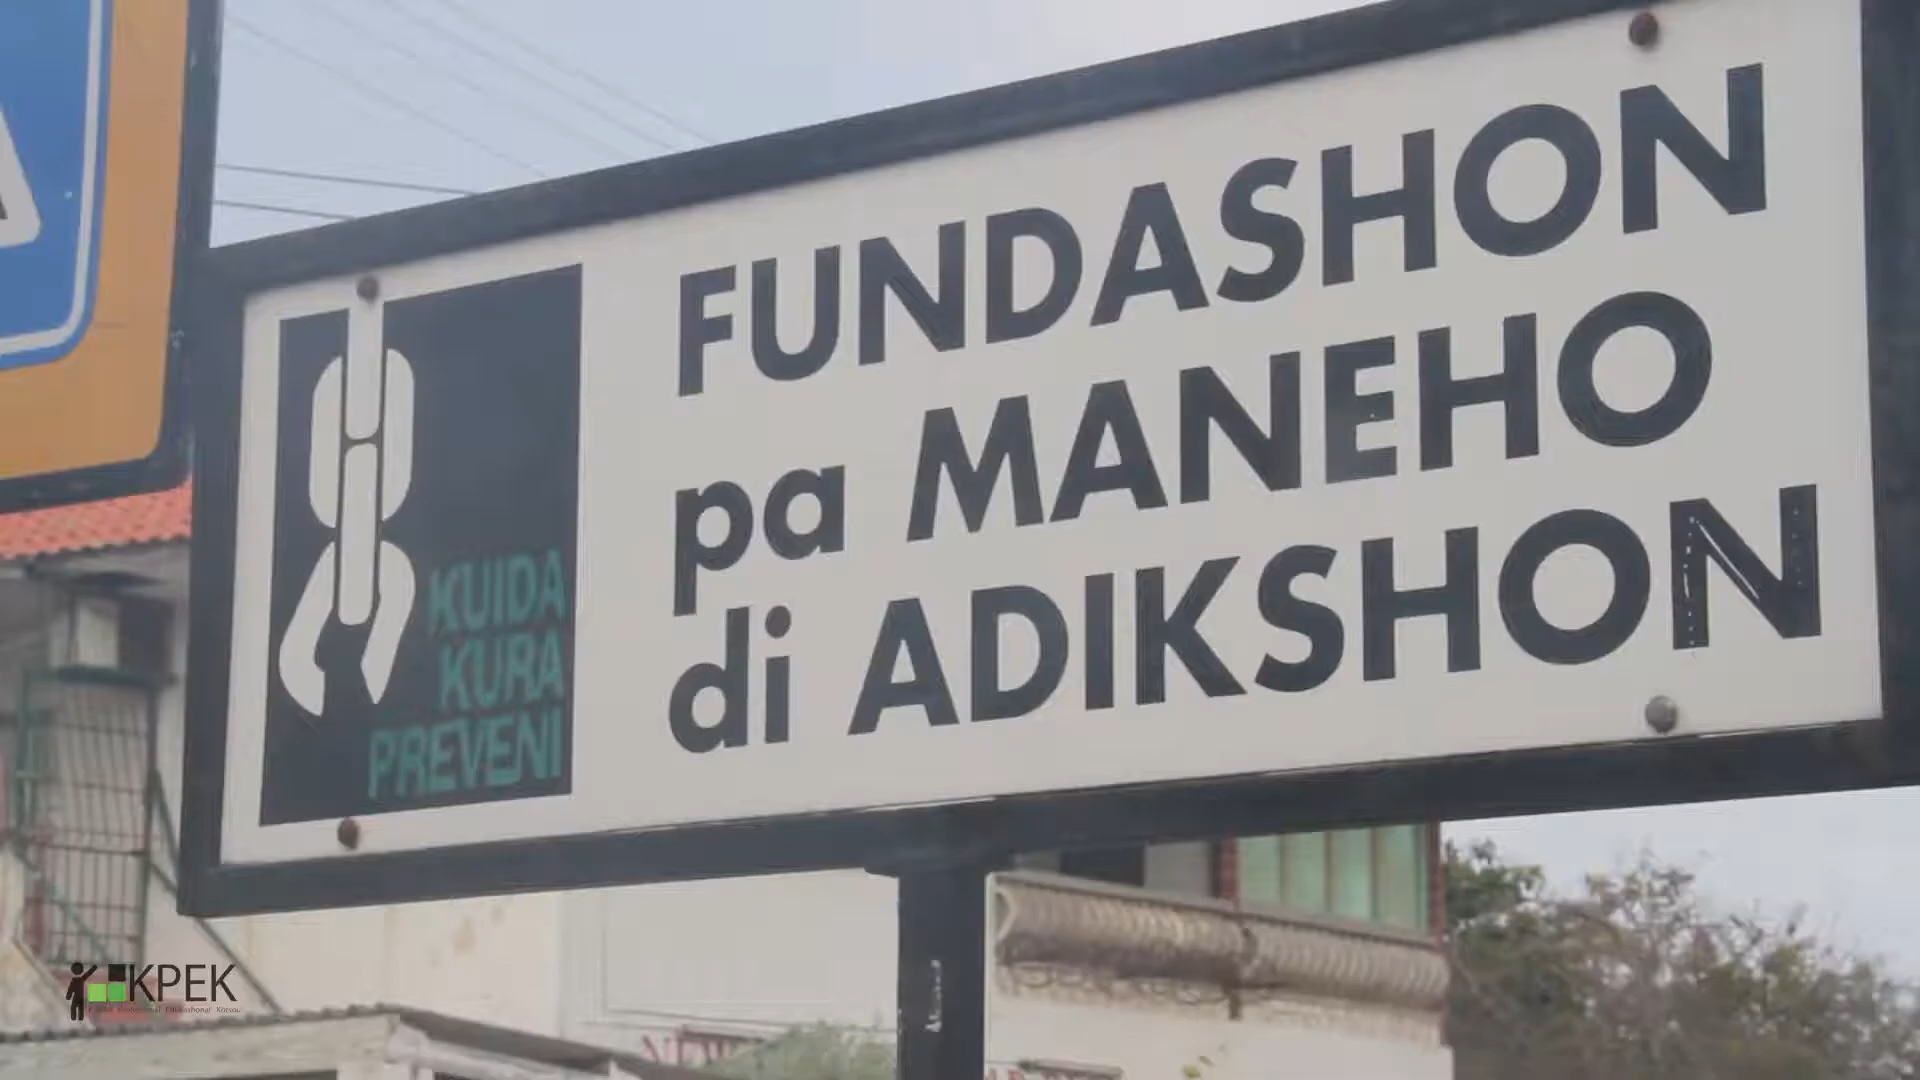 FUNDASHON
pa MANEHO
di ADIKSHON
KUIDA
KURA
PREVENI
KPEK